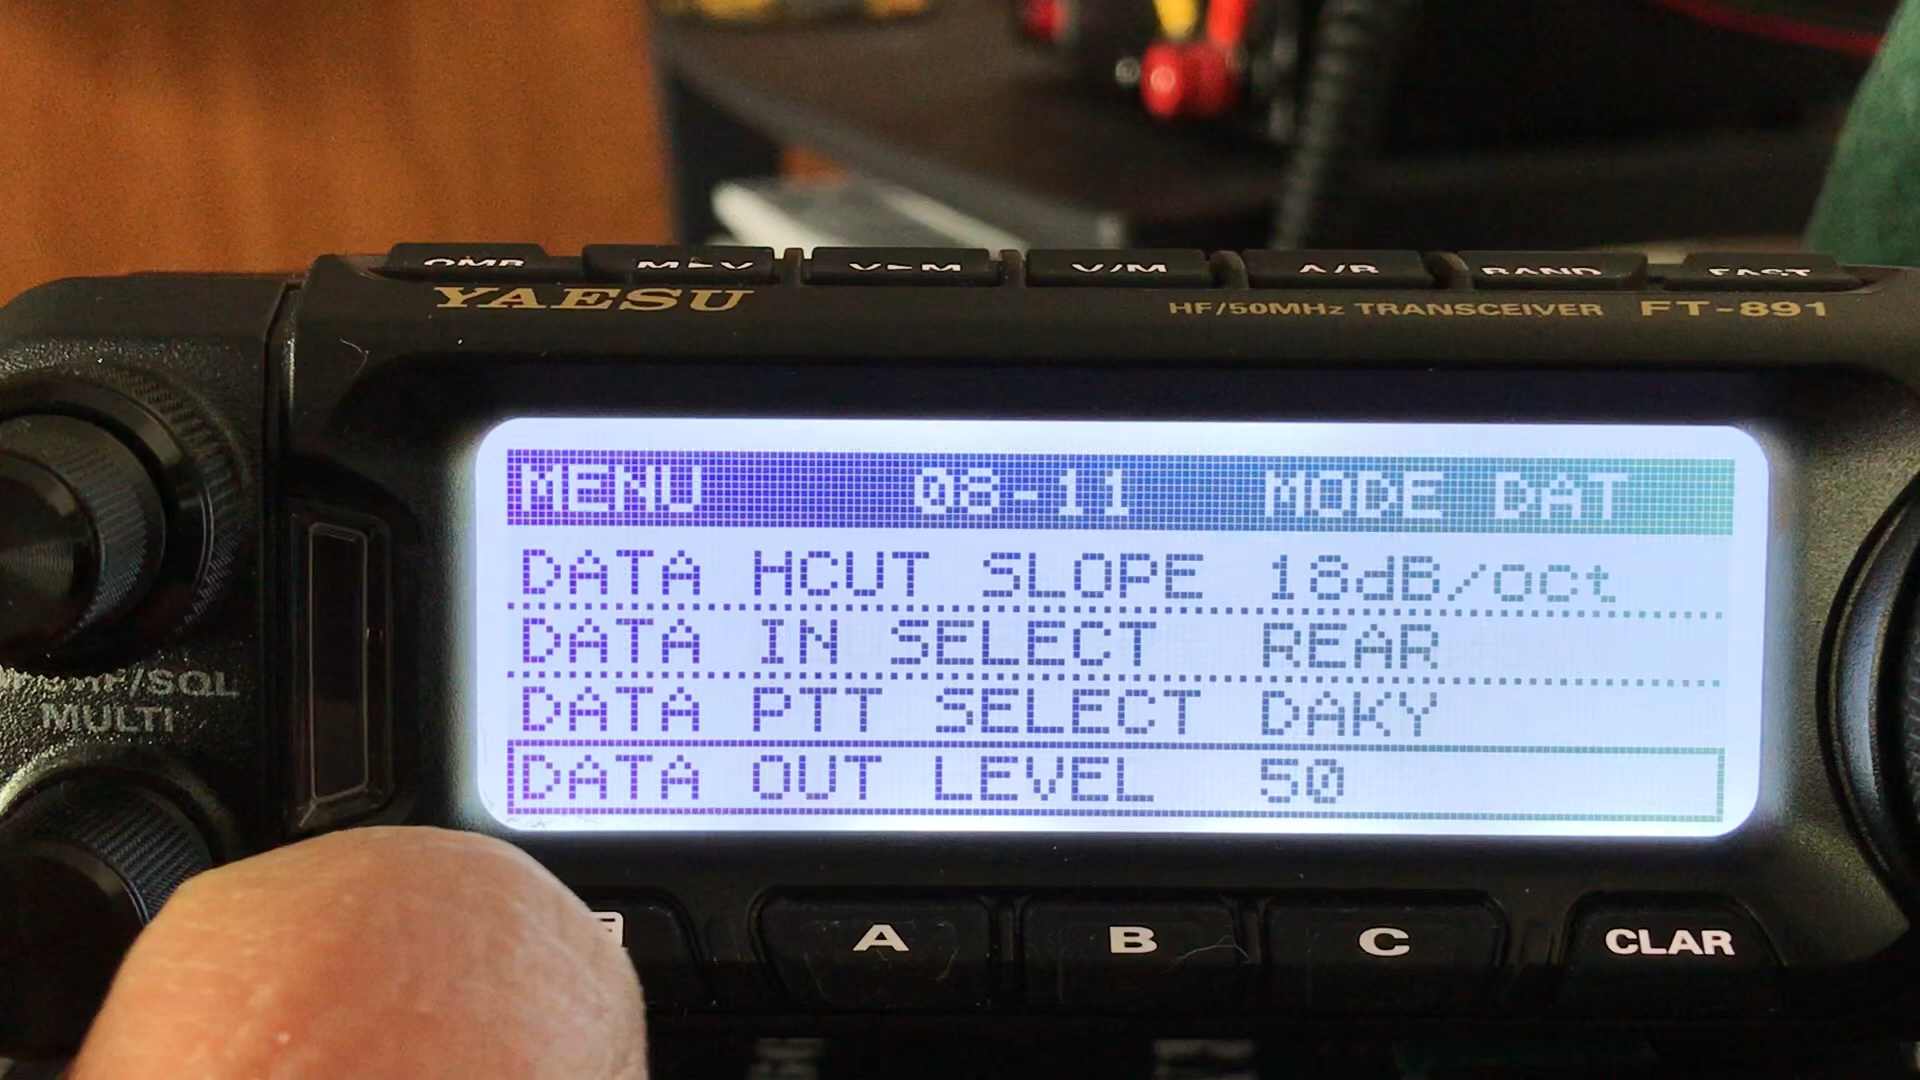 YAESU
HF/50MHz TRANSCEIVER FT-891
MENU 08-11 MODE DAT
DATA HCUT SLOPE 18dB/oct
DATA IN SELECT REAR
DATA PTT SELECT DAKY
DATA OUT LEVEL 50
/SQL
MULTI
A B C CLAR